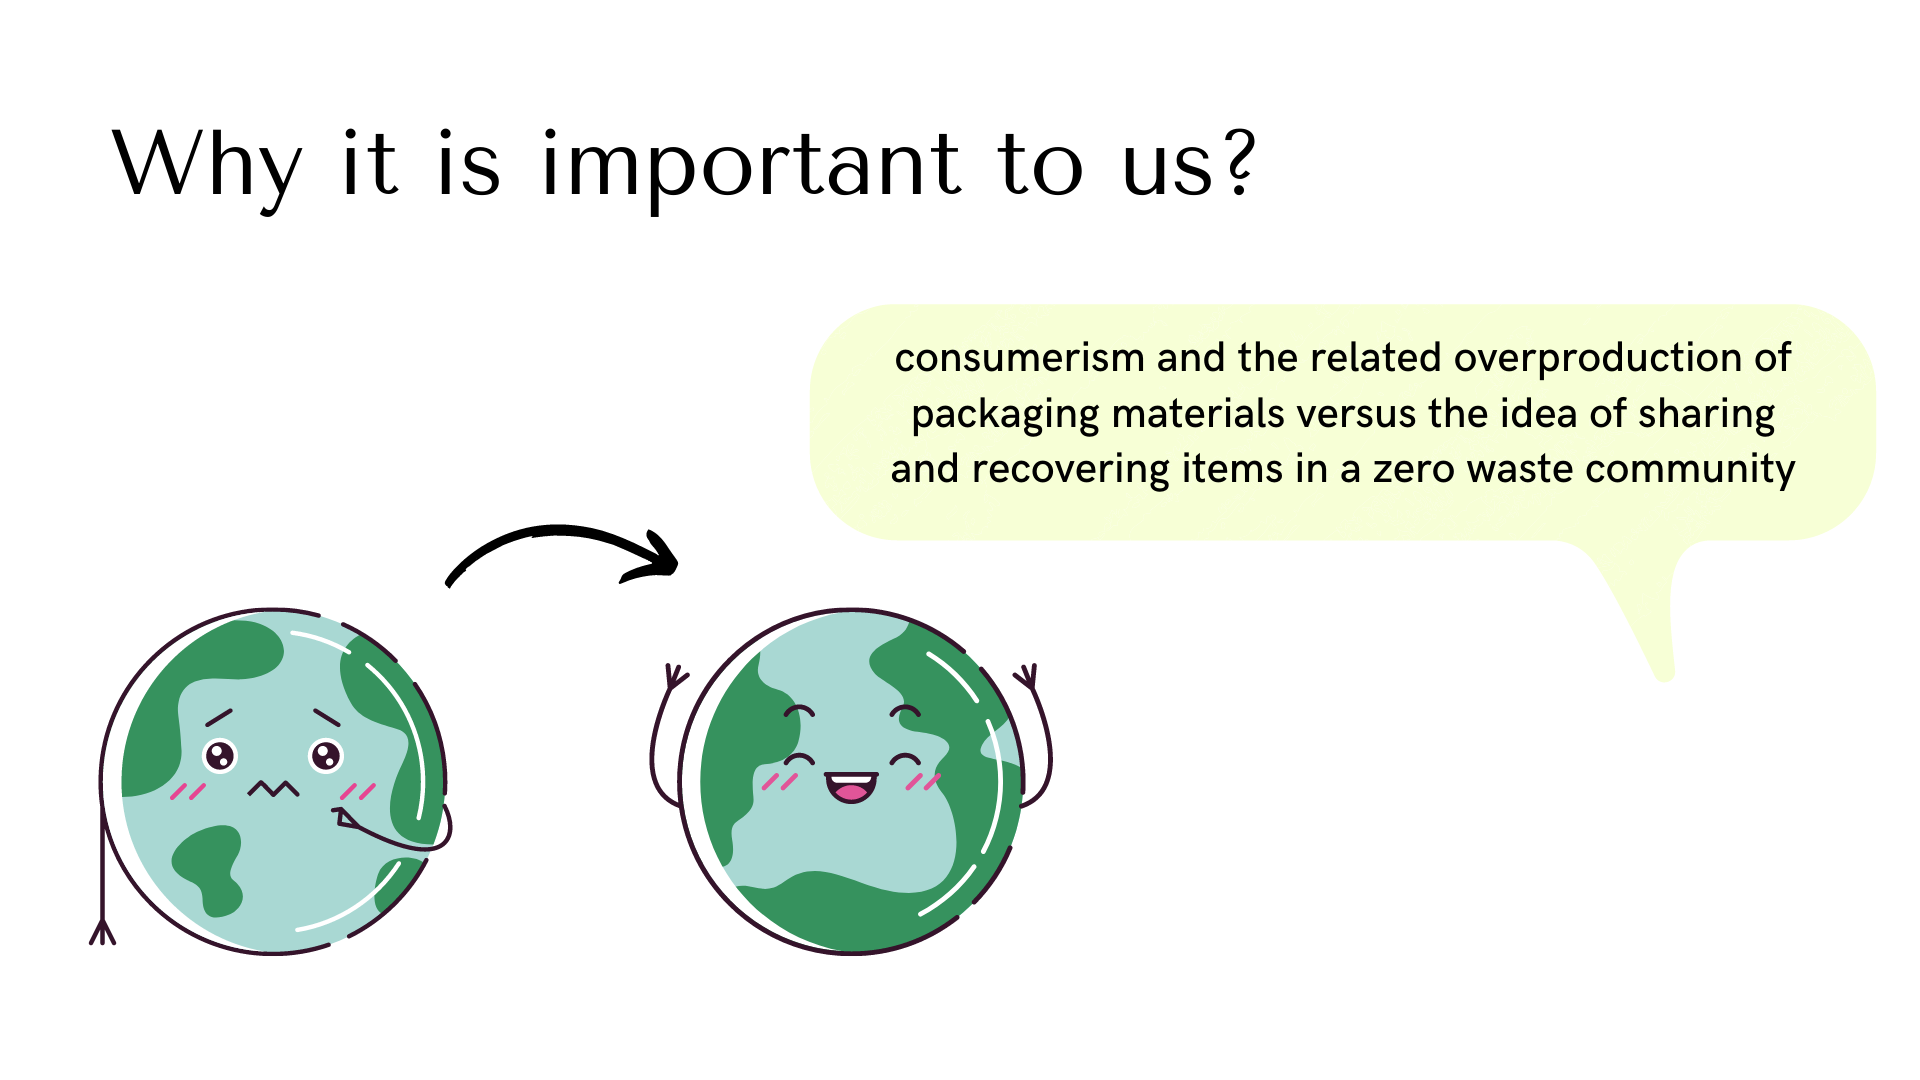 Why it is important to us?
consumerism and the related overproduction of
packaging materials versus the idea of sharing
and recovering items in a zero waste community